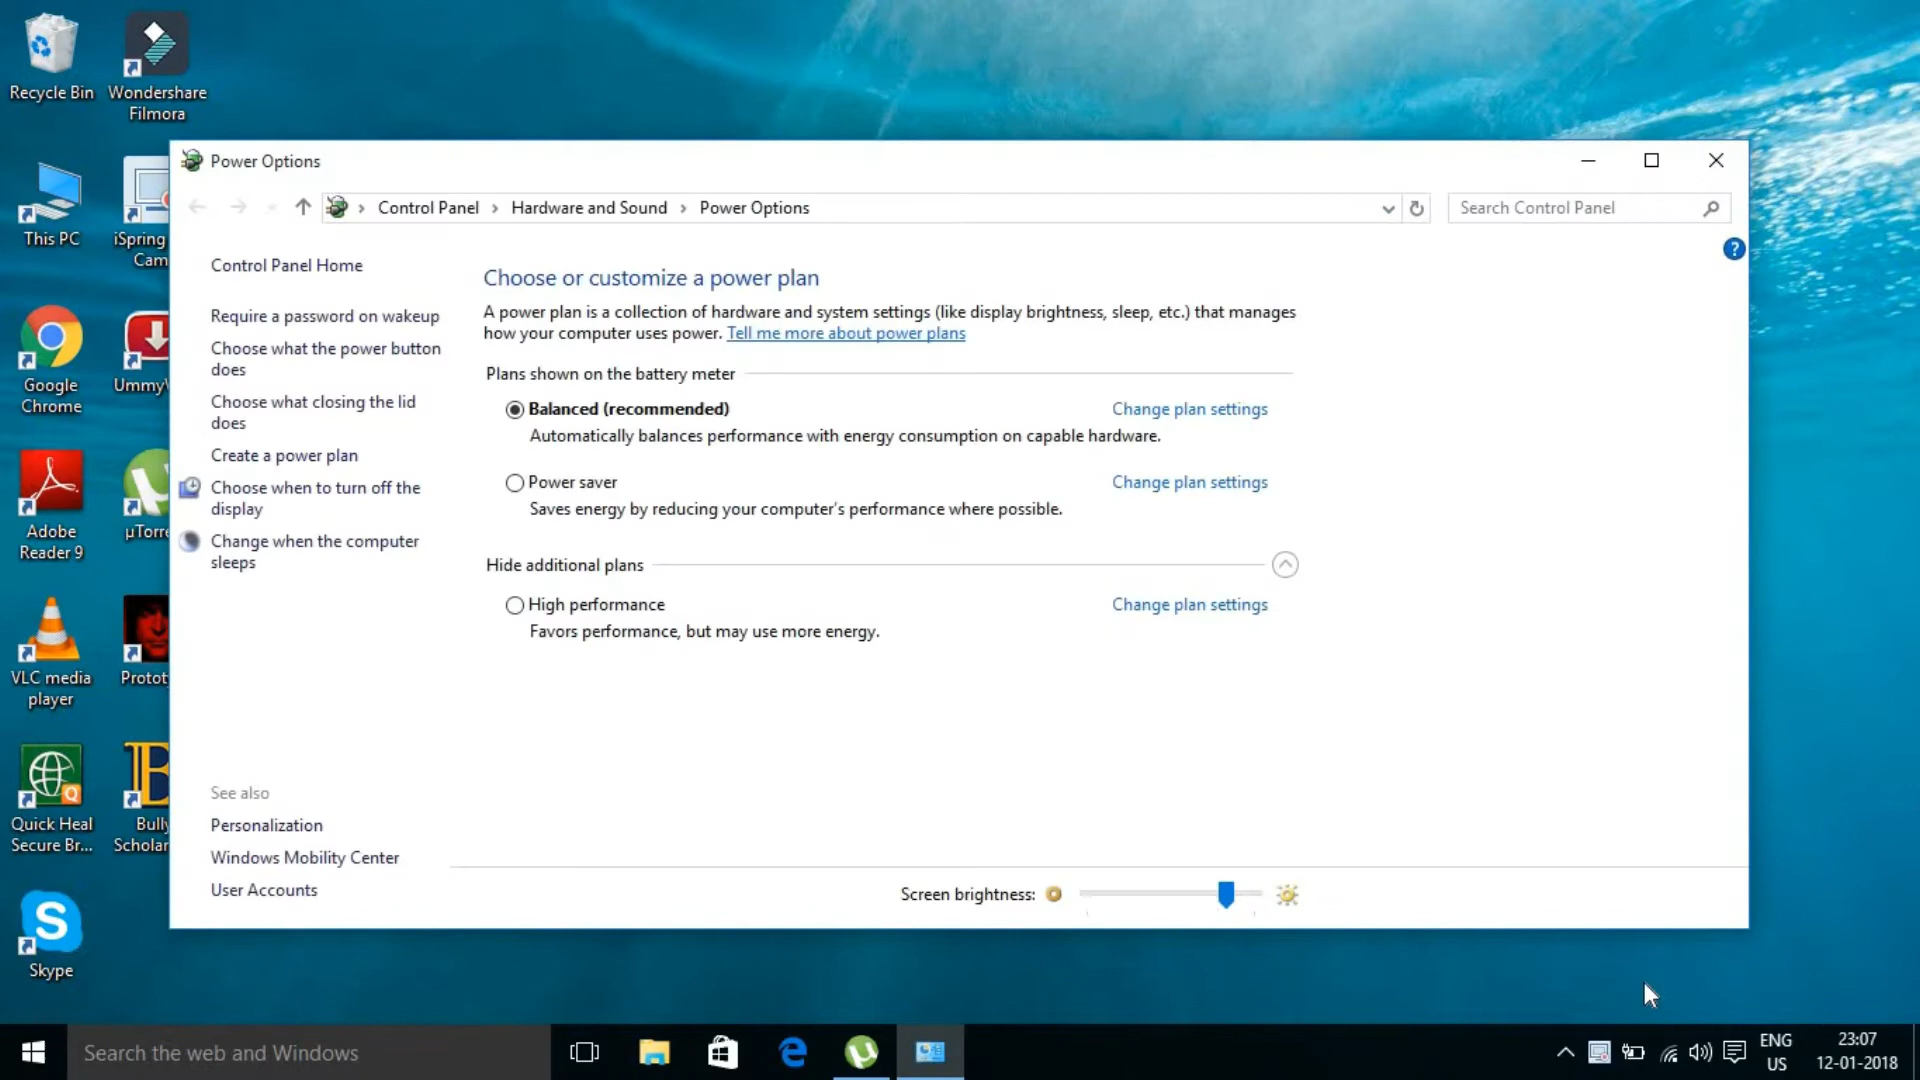 Recycle Bin
Wondershare
Filmora
This PC
iSpring
Cam
Google
Chrome
UmmyV
Adobe
Reader 9
µTorre
VLC media
player
Protot
Quick Heal
Secure Br...
Bully
Scholar
Skype
Power Options
Control Panel
Hardware and Sound
Power Options
Search Control Panel
?
Control Panel Home
Require a password on wakeup
Choose what the power button
does
Choose what closing the lid
does
Create a power plan
Choose when to turn off the
display
Change when the computer
sleeps
See also
Personalization
Windows Mobility Center
User Accounts
Choose or customize a power plan
A power plan is a collection of hardware and system settings (like display brightness, sleep, etc.) that manages
how your computer uses power. Tell me more about power plans
Plans shown on the battery meter
Balanced (recommended) Change plan settings
Automatically balances performance with energy consumption on capable hardware.
Power saver Change plan settings
Saves energy by reducing your computer's performance where possible.
Hide additional plans
High performance Change plan settings
Favors performance, but may use more energy.
Screen brightness:
Search the web and Windows
ENG
US
23:07
12-01-2018